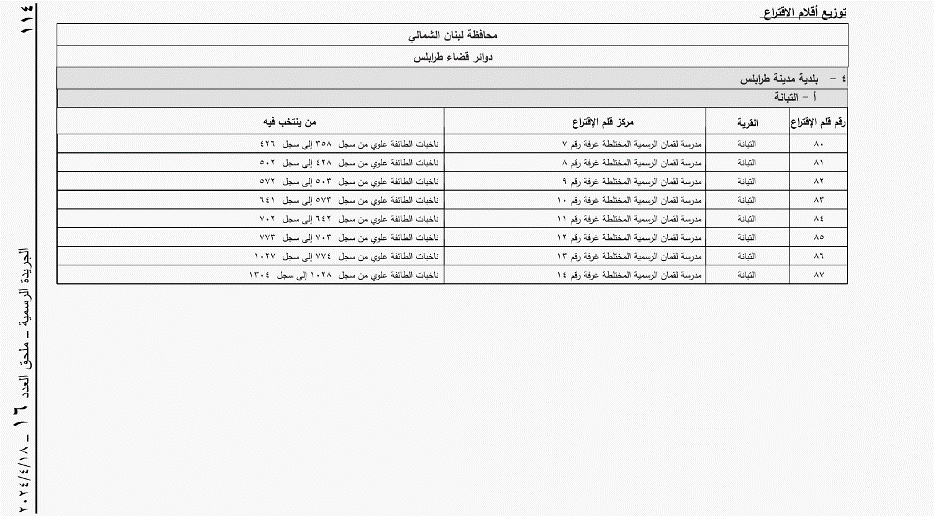 توزيع أقلام الاقتراع
١١٤
محافظة لبنان الشمالي
دوائر قضاء طرابلس
٤ - بلدية مدينة طرابلس
أ - التبانة
رقم قلم الإقتراع القرية مركز قلم الإقتراع من ينتخب فيه
٨٠ التبانة مدرسة لقمان الرسمية المختلطة غرفة رقم ٧ ناخبات الطائفة علوي من سجل ٣٥٨ إلى سجل ٤٢٦
٨١ التبانة مدرسة لقمان الرسمية المختلطة غرفة رقم ٨ ناخبات الطائفة علوي من سجل ٤٢٨ إلى سجل ٥٠٢
٨٢ التبانة مدرسة لقمان الرسمية المختلطة غرفة رقم ٩ ناخبات الطائفة علوي من سجل ٥٠٣ إلى سجل ٥٧٢
٨٣ التبانة مدرسة لقمان الرسمية المختلطة غرفة رقم ١٠ ناخبات الطائفة علوي من سجل ٥٧٣ إلى سجل ٦٤١
٨٤ التبانة مدرسة لقمان الرسمية المختلطة غرفة رقم ١١ ناخبات الطائفة علوي من سجل ٦٤٢ إلى سجل ٧٠٢
٨٥ التبانة مدرسة لقمان الرسمية المختلطة غرفة رقم ١٢ ناخبات الطائفة علوي من سجل ٧٠٣ إلى سجل ٧٧٣
٨٦ التبانة مدرسة لقمان الرسمية المختلطة غرفة رقم ١٣ ناخبات الطائفة علوي من سجل ٧٧٤ إلى سجل ١٠٢٧
٨٧ التبانة مدرسة لقمان الرسمية المختلطة غرفة رقم ١٤ ناخبات الطائفة علوي من سجل ١٠٢٨ إلى سجل ١٣٠٤
الجريدة الرسمية ـ ملحق العدد ١٦ ـ ٢٠٢٤/٤/١٨